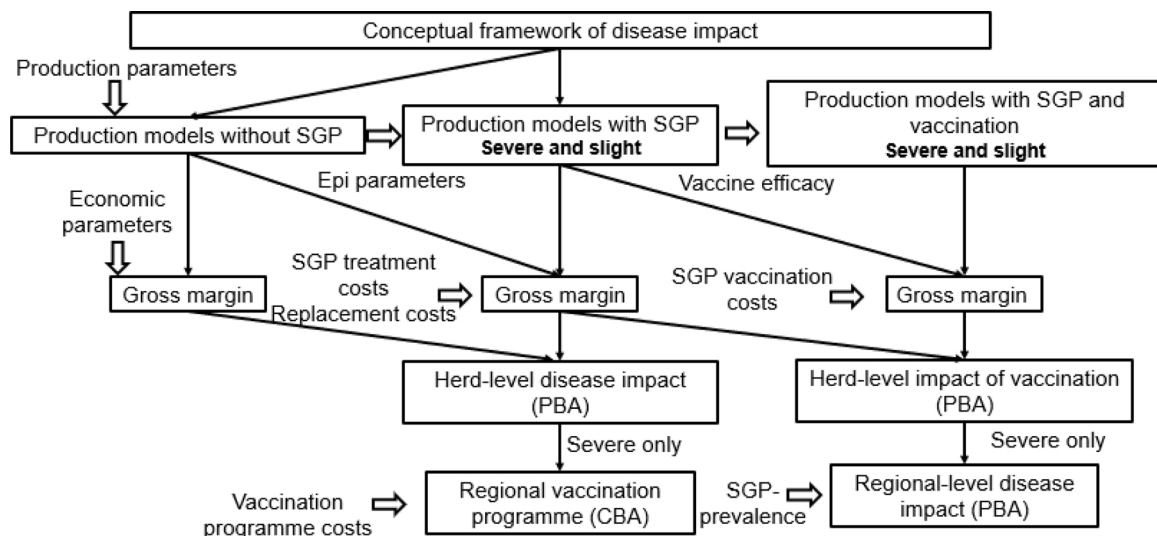 Conceptual framework of disease impact
Production parameters
Production models without SGP
Production models with SGP
Severe and slight
Production models with SGP and
vaccination
Severe and slight
Economic
parameters
Epi parameters
Vaccine efficacy
Gross margin
SGP treatment
costs
Replacement costs
Gross margin
SGP vaccination
costs
Gross margin
Herd-level disease impact
(PBA)
Herd-level impact of vaccination
(PBA)
Severe only
Severe only
Vaccination
programme costs
Regional vaccination
programme (CBA)
SGP-
prevalence
Regional-level disease
impact (PBA)